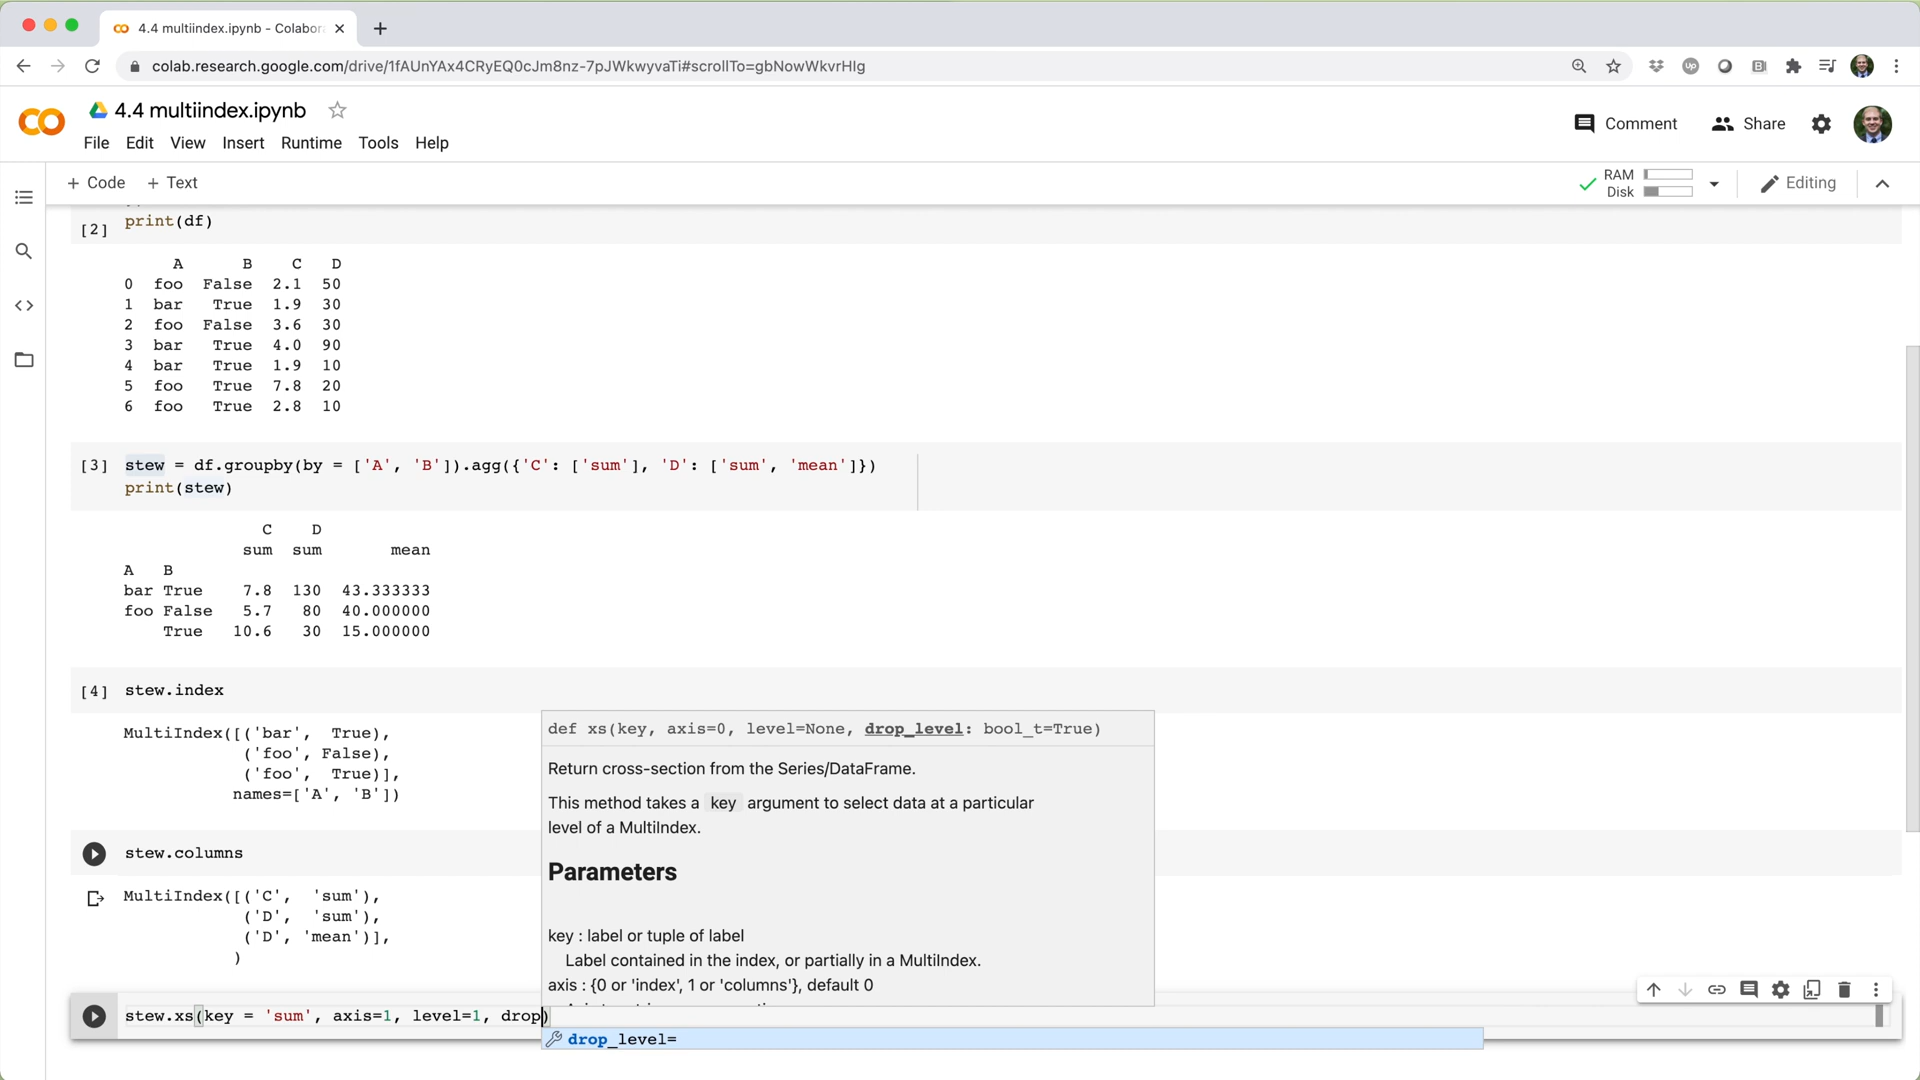 4.4 multiindex.ipynb - Colabor
colab.research.google.com/drive/1fAUnYAx4CRyEQ0cJm8nz-7pJWkwyvaTi#scrollTo=gbNowWkvrHIg
4.4 multiindex.ipynb
File Edit View Insert Runtime Tools Help
Comment Share
+ Code + Text
RAM
Disk
Editing
[2] print(df)
A B C D
0 foo False 2.1 50
1 bar True 1.9 30
2 foo False 3.6 30
3 bar True 4.0 90
4 bar True 1.9 10
5 foo True 7.8 20
6 foo True 2.8 10
[3] stew = df.groupby(by = ['A', 'B']).agg({'C': ['sum'], 'D': ['sum', 'mean']})
print(stew)
C D
sum sum mean
A B
bar True 7.8 130 43.333333
foo False 5.7 80 40.000000
True 10.6 30 15.000000
[4] stew.index
MultiIndex([('bar', True),
('foo', False),
('foo', True)],
names=['A', 'B'])
def xs(key, axis=0, level=None, drop_level: bool_t=True)
Return cross-section from the Series/DataFrame.
This method takes a key argument to select data at a particular
level of a MultiIndex.
Parameters
key : label or tuple of label
Label contained in the index, or partially in a MultiIndex.
axis : {0 or 'index', 1 or 'columns'}, default 0
stew.columns
MultiIndex([('C', 'sum'),
('D', 'sum'),
('D', 'mean')],
)
stew.xs(key = 'sum', axis=1, level=1, drop)
drop_level=